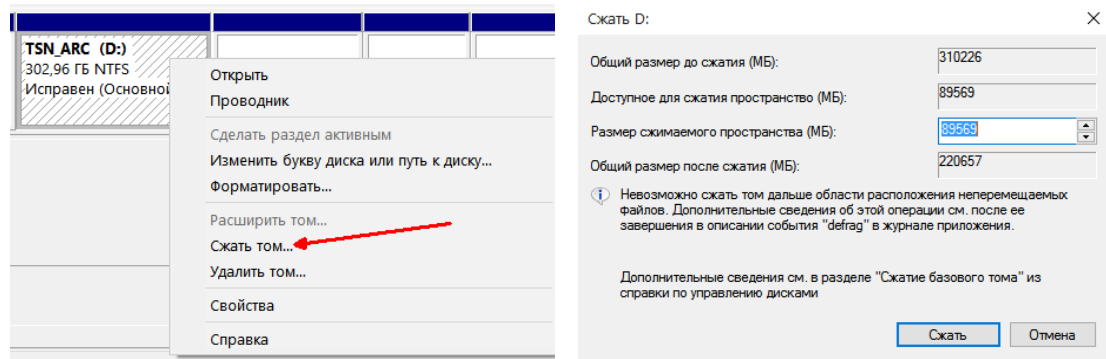 TSN_ARC (D:)
302,96 ГБ NTFS
Исправен (Основной
Открыть
Проводник
Сделать раздел активным
Изменить букву диска или путь к диску...
Форматировать...
Расширить том...
Сжать том...
Удалить том...
Свойства
Справка
Сжать D:
Общий размер до сжатия (МБ): 310226
Доступное для сжатия пространство (МБ): 89569
Размер сжимаемого пространства (МБ): 89569
Общий размер после сжатия (МБ): 220657
Невозможно сжать том дальше области расположения неперемещаемых
файлов. Дополнительные сведения об этой операции см. после ее
завершения в описании события "defrag" в журнале приложения.
Дополнительные сведения см. в разделе "Сжатие базового тома" из
справки по управлению дисками
Сжать Отмена